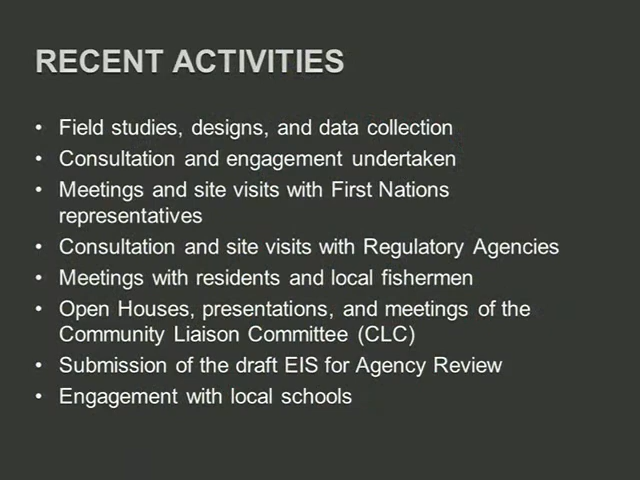 RECENT ACTIVITIES
• Field studies, designs, and data collection
• Consultation and engagement undertaken
• Meetings and site visits with First Nations
representatives
• Consultation and site visits with Regulatory Agencies
• Meetings with residents and local fishermen
• Open Houses, presentations, and meetings of the
Community Liaison Committee (CLC)
• Submission of the draft EIS for Agency Review
• Engagement with local schools